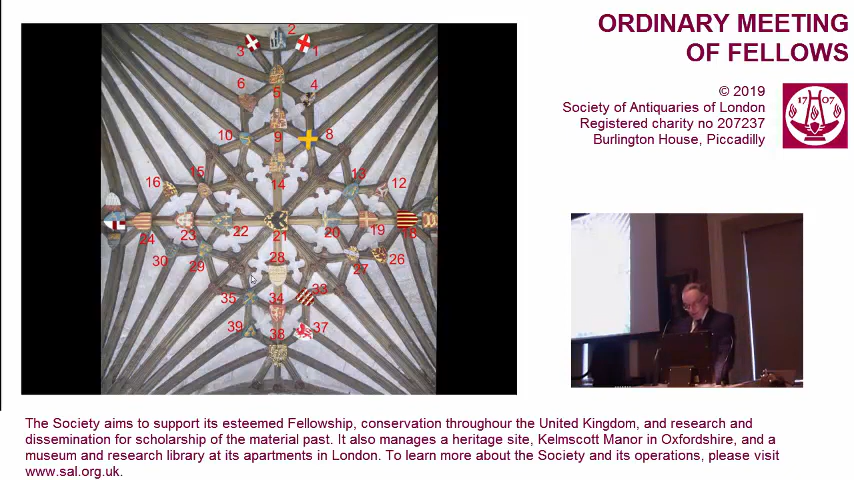 ORDINARY MEETING
OF FELLOWS
© 2019
Society of Antiquaries of London
Registered charity no 207237
Burlington House, Piccadilly
17 07
2
3 1
6 4
5
10 9 8
14
16 15 13 12
24 23 22 21 20 19 18
30 29 28 27 26
35 34 33
39 38 37
The Society aims to support its esteemed Fellowship, conservation throughour the United Kingdom, and research and
dissemination for scholarship of the material past. It also manages a heritage site, Kelmscott Manor in Oxfordshire, and a
museum and research library at its apartments in London. To learn more about the Society and its operations, please visit
www.sal.org.uk.